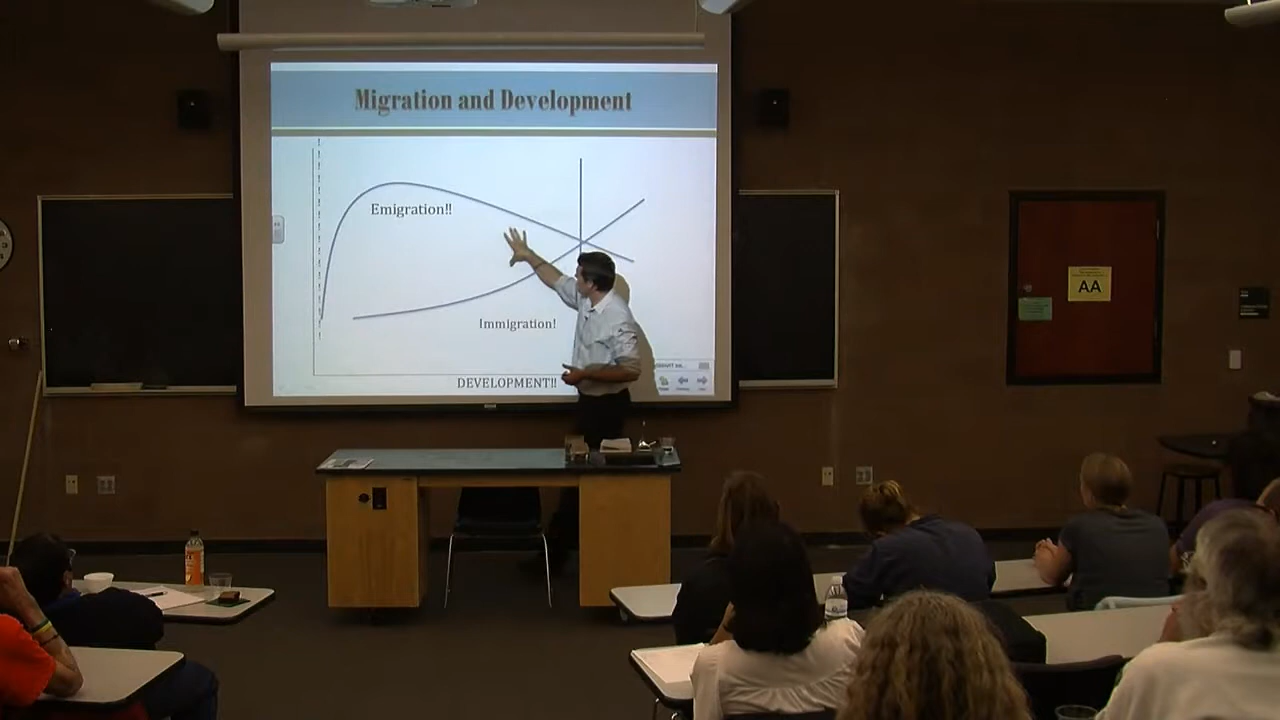 Migration and Development
Emigration!!
Immigration!
DEVELOPMENT!!
AA